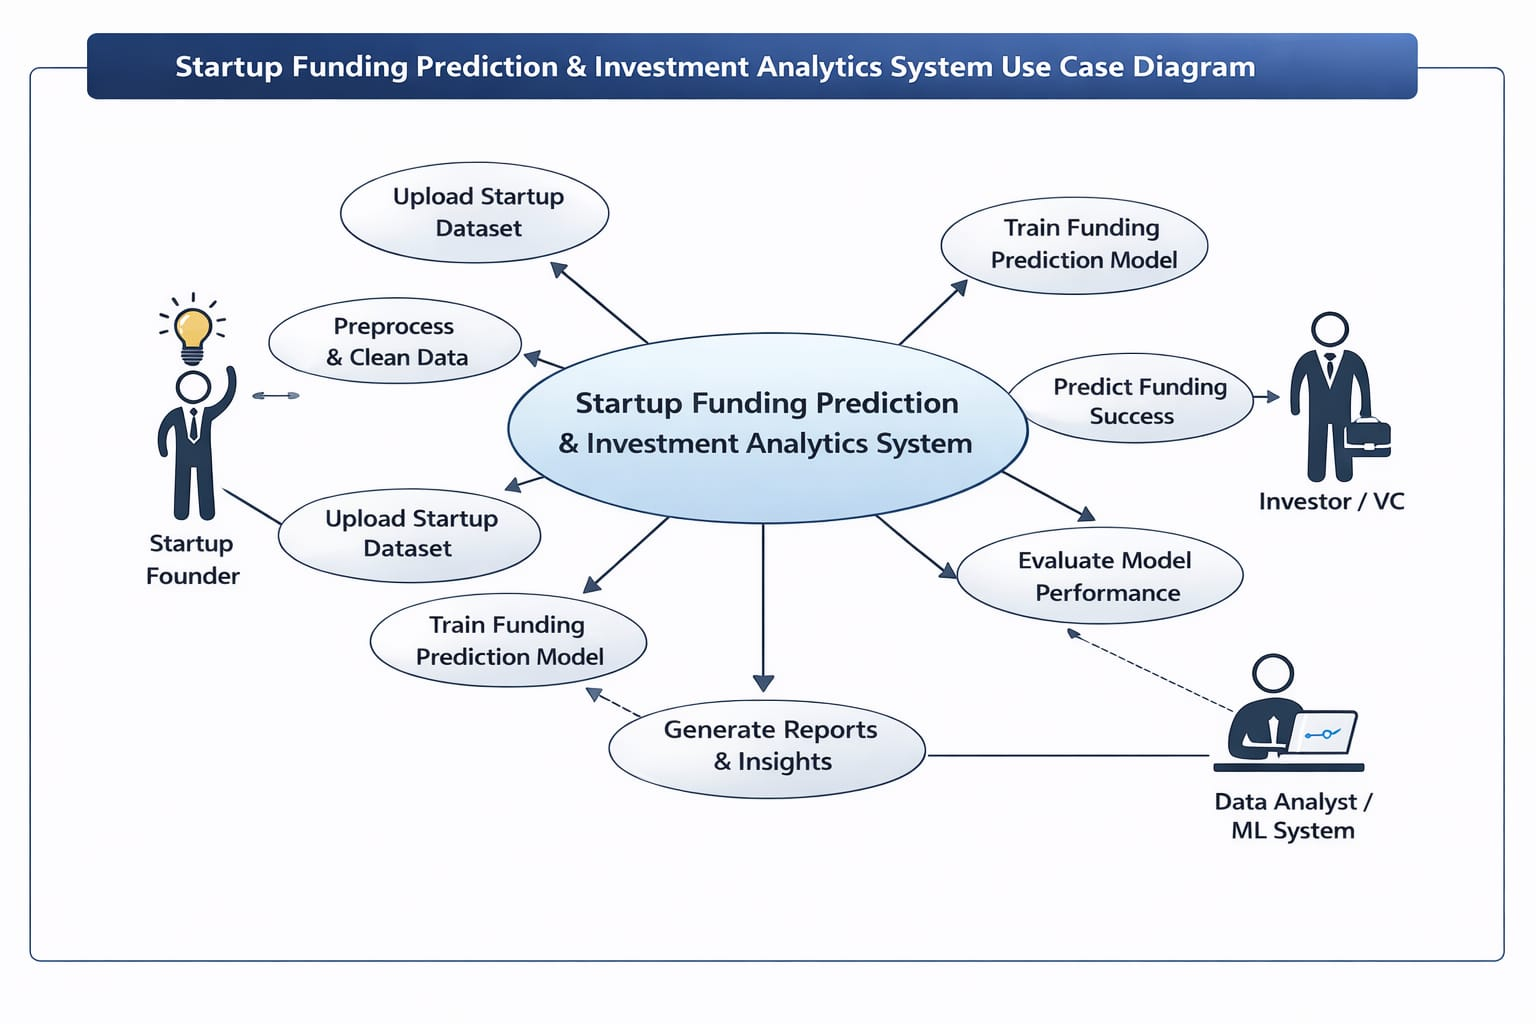 Startup Funding Prediction & Investment Analytics System Use Case Diagram
Upload Startup
Dataset
Train Funding
Prediction Model
Preprocess
& Clean Data
Startup Funding Prediction
& Investment Analytics System
Predict Funding
Success
Investor / VC
Upload Startup
Dataset
Startup
Founder
Evaluate Model
Performance
Train Funding
Prediction Model
Generate Reports
& Insights
Data Analyst /
ML System